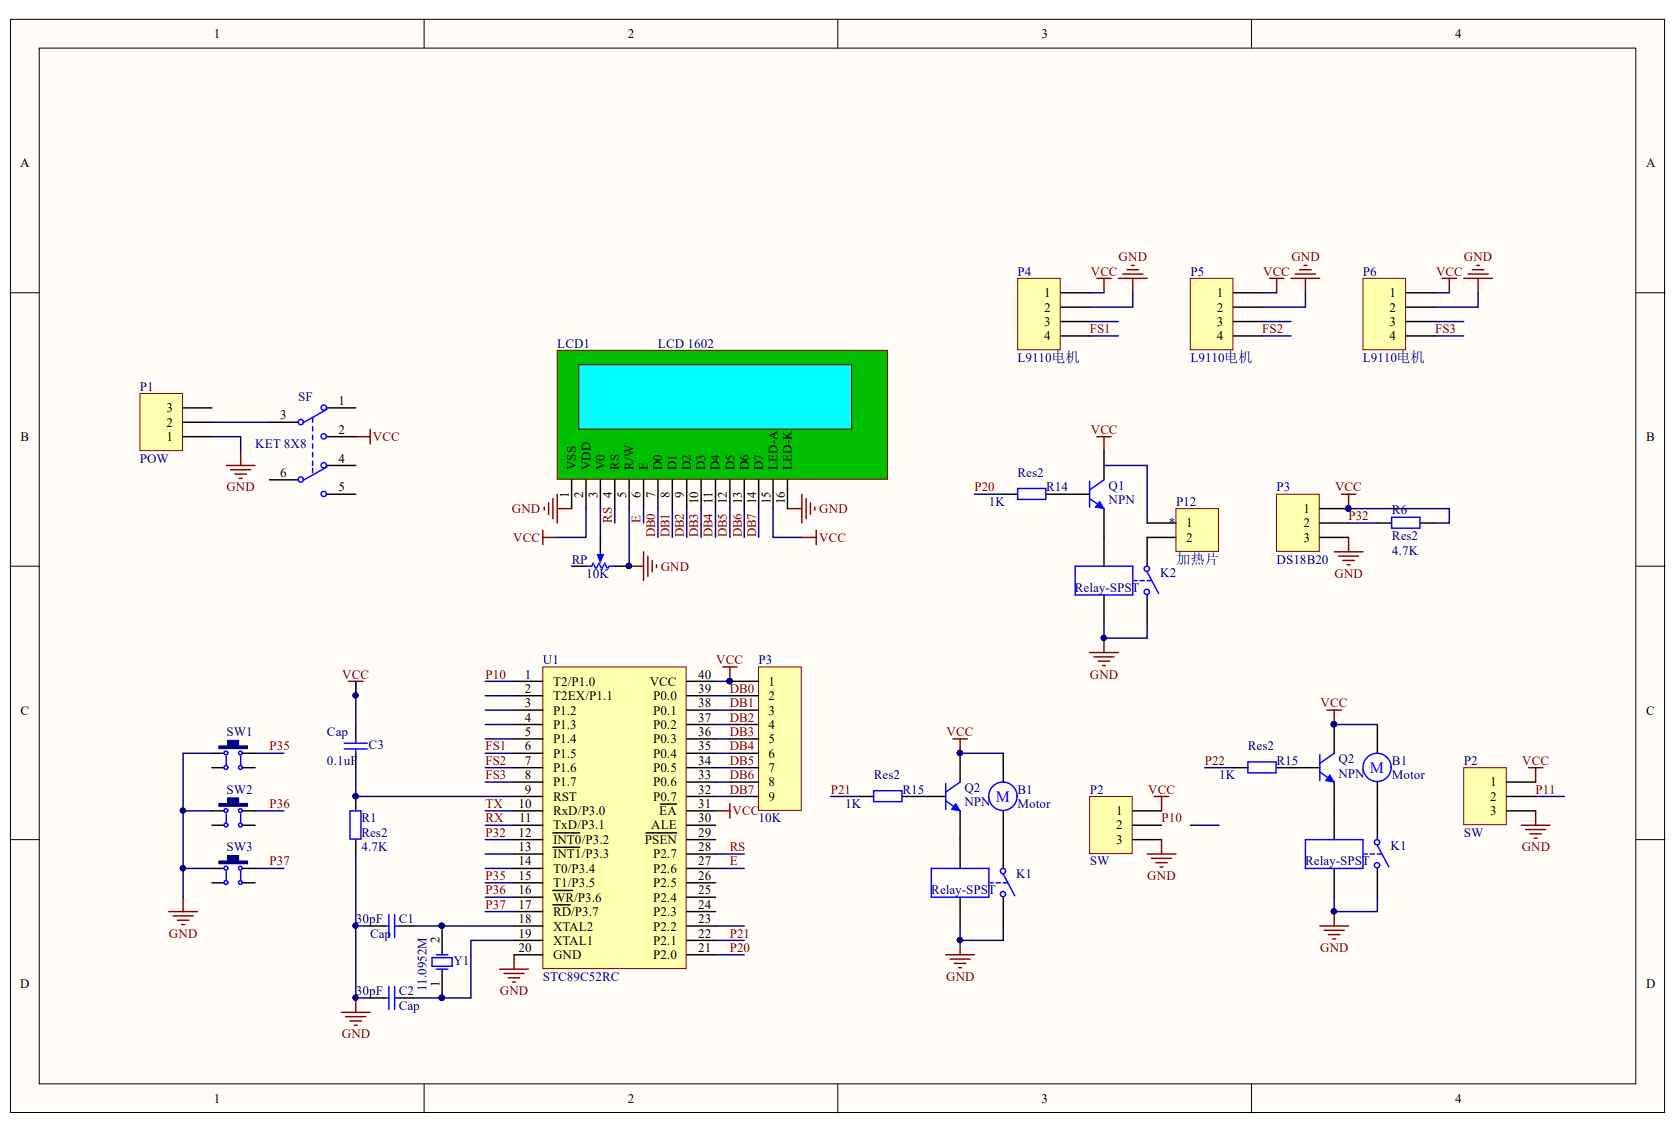 1 2 3 4
A A
GND GND GND
P4 VCC P5 VCC P6 VCC
1 1 1
2 2 2
3 3 3
4 FS1 4 FS2 4 FS3
L9110电机 L9110电机 L9110电机
LCD1 LCD 1602
P1
3
2
1
POW
GND
SF
3 1
KET 8X8 2 VCC
6 4
5
B B
VSS VDD V0 RS R/W E D0 D1 D2 D3 D4 D5 D6 D7 LED-A LED-K
1 2 3 4 5 6 7 8 9 10 11 12 13 14 15 16
GND RS E DB0 DB1 DB2 DB3 DB4 DB5 DB6 DB7 GND
VCC VCC
RP
10K
GND
VCC
Res2
P20 R14
1K
Q1
NPN
P12
* 1
2
加热片
Relay-SPST K2
GND
P3 VCC
1 R6
2 P32
3 Res2
4.7K
DS18B20
GND
C C
VCC
Cap
C3
0.1uF
SW1
P35
SW2
P36
SW3
P37
GND
R1
Res2
4.7K
30pF C1
Cap
11.0952M
2
Y1
1
30pF C2
Cap
GND
U1
P10 1 T2/P1.0 VCC 40 VCC
2 T2EX/P1.1 P0.0 39 DB0
3 P1.2 P0.1 38 DB1
4 P1.3 P0.2 37 DB2
5 P1.4 P0.3 36 DB3
FS1 6 P1.5 P0.4 35 DB4
FS2 7 P1.6 P0.5 34 DB5
FS3 8 P1.7 P0.6 33 DB6
9 RST P0.7 32 DB7
TX 10 RxD/P3.0 EA 31 VCC
RX 11 TxD/P3.1 ALE 30
P32 12 INT0/P3.2 PSEN 29
13 INT1/P3.3 P2.7 28 RS
14 T0/P3.4 P2.6 27 E
P35 15 T1/P3.5 P2.5 26
P36 16 WR/P3.6 P2.4 25
P37 17 RD/P3.7 P2.3 24
18 XTAL2 P2.2 23
19 XTAL1 P2.1 22 P21
20 GND P2.0 21 P20
GND STC89C52RC
P3
1
2
3
4
5
6
7
8
9
10K
VCC
Res2
P21 R15
1K
Q2
NPN
M B1
Motor
Relay-SPST K1
GND
P2 VCC
1
2 P10
3
SW
GND
VCC
Res2
P22 R15
1K
Q2
NPN
M B1
Motor
Relay-SPST K1
GND
P2 VCC
1
2 P11
3
SW
GND
D D
1 2 3 4